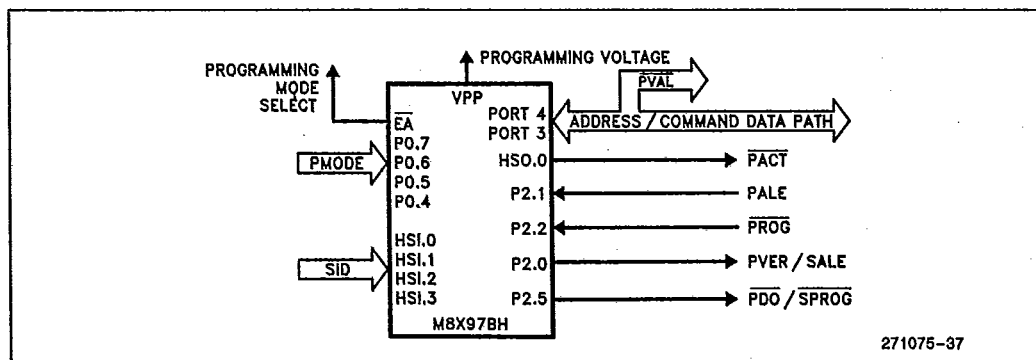 PROGRAMMING VOLTAGE
PROGRAMMING
MODE
SELECT
VPP
PVAL
EA
PORT 4
PORT 3
ADDRESS / COMMAND DATA PATH
P0.7
P0.6
P0.5
P0.4
PMODE
HSO.0
PACT
P2.1
PALE
P2.2
PROG
HSI.0
HSI.1
HSI.2
HSI.3
SID
P2.0
PVER / SALE
P2.5
PDO / SPROG
M8X97BH
271075-37